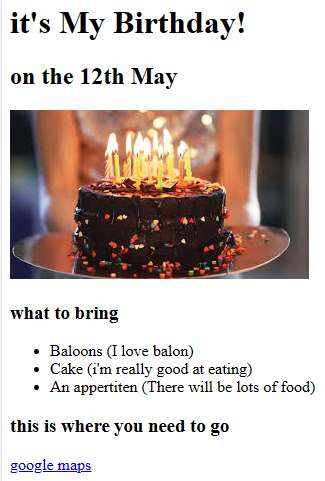 it's My Birthday!
on the 12th May
what to bring
Baloons (I love balon)
Cake (i'm really good at eating)
An appertiten (There will be lots of food)
this is where you need to go
google maps